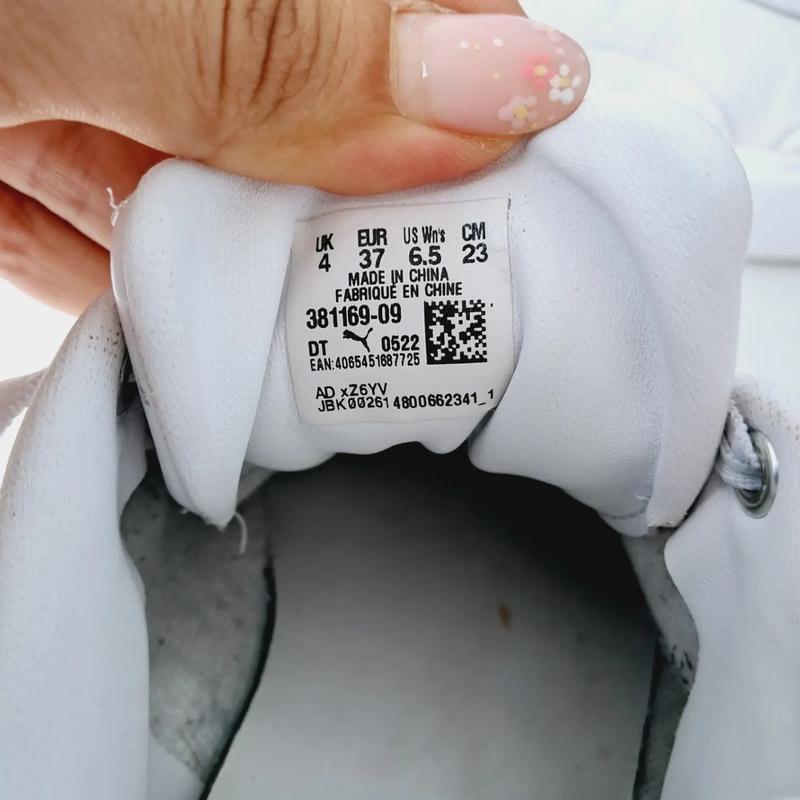 UK EUR US Wn's CM
4 37 6.5 23
MADE IN CHINA
FABRIQUÉ EN CHINE
381169-09
DT 0522
EAN:4065451687725
AD xZ6YV
JBK00261 4800662341_1